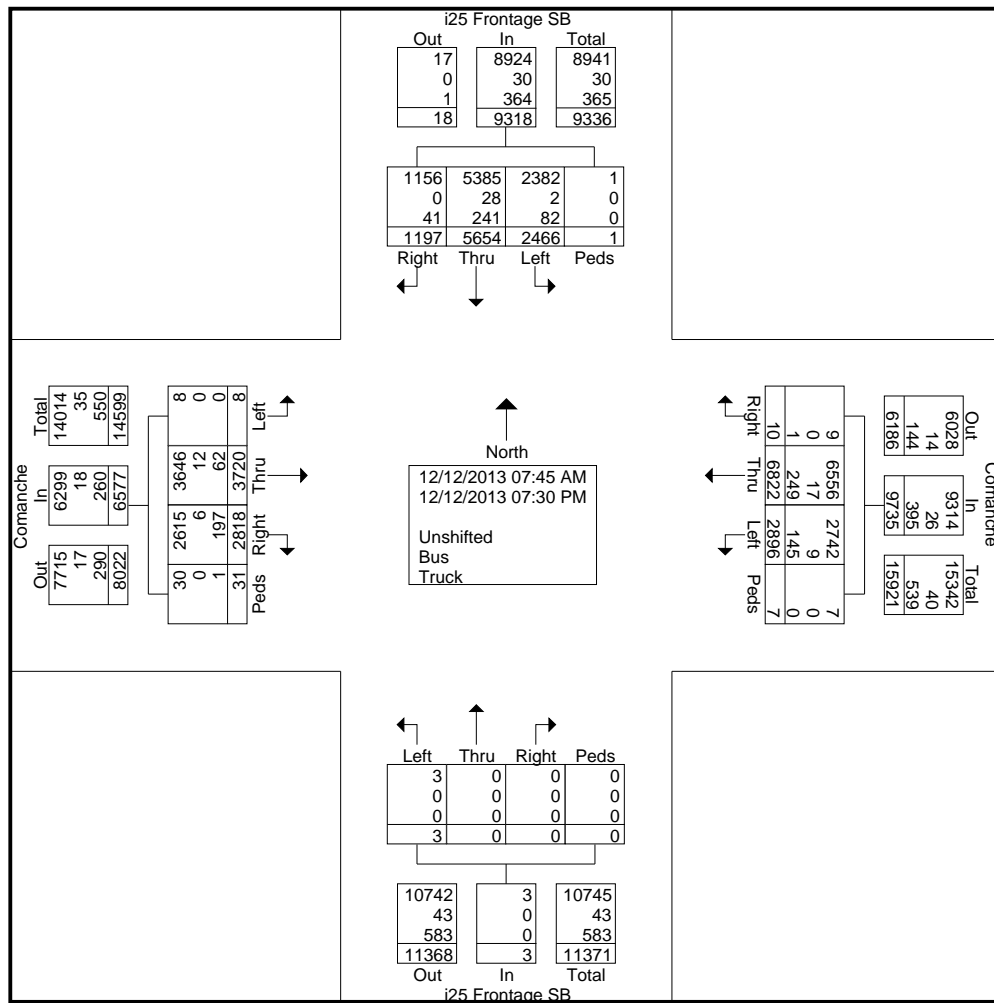 i25 Frontage SB
Out In Total
17 8924 8941
0 30 30
1 364 365
18 9318 9336
1156 5385 2382 1
0 28 2 0
41 241 82 0
1197 5654 2466 1
Right Thru Left Peds
Comanche
Total In Out
14014 6299 7715
35 18 17
550 260 290
14599 6577 8022
8 3646 2615 30
0 12 6 0
0 62 197 1
8 3720 2818 31
Left Thru Right Peds
North
12/12/2013 07:45 AM
12/12/2013 07:30 PM
Unshifted
Bus
Truck
Right Thru Left Peds
10 6822 2896 7
1 249 145 0
0 17 9 0
9 6556 2742 7
Comanche
Out In Total
6028 9314 15342
14 26 40
144 395 539
6186 9735 15921
Left Thru Right Peds
3 0 0 0
0 0 0 0
0 0 0 0
3 0 0 0
10742 3 10745
43 0 43
583 0 583
11368 3 11371
Out In Total
i25 Frontage SB